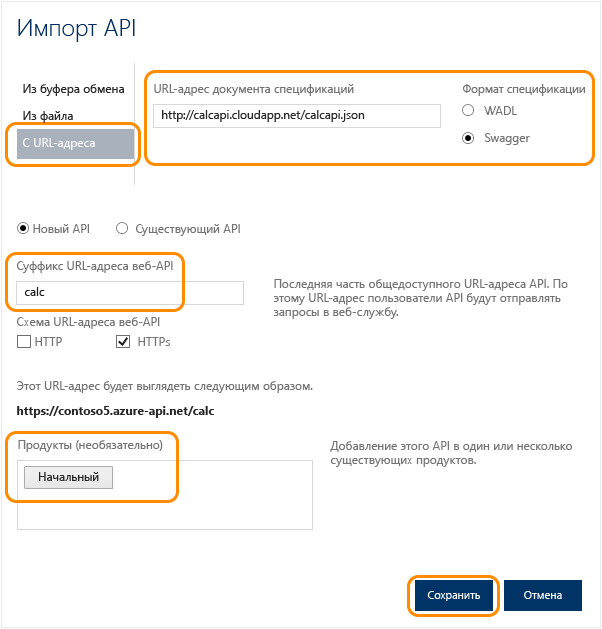 Импорт API
Из буфера обмена
Из файла
С URL-адреса
URL-адрес документа спецификаций
http://calcapi.cloudapp.net/calcapi.json
Формат спецификации
WADL
Swagger
Новый API
Существующий API
Суффикс URL-адреса веб-API
calc
Последняя часть общедоступного URL-адреса API. По
этому URL-адрес пользователи API будут отправлять
запросы в веб-службу.
Схема URL-адреса веб-API
HTTP
HTTPs
Этот URL-адрес будет выглядеть следующим образом.
https://contoso5.azure-api.net/calc
Продукты (необязательно)
Начальный
Добавление этого API в один или несколько
существующих продуктов.
Сохранить
Отмена